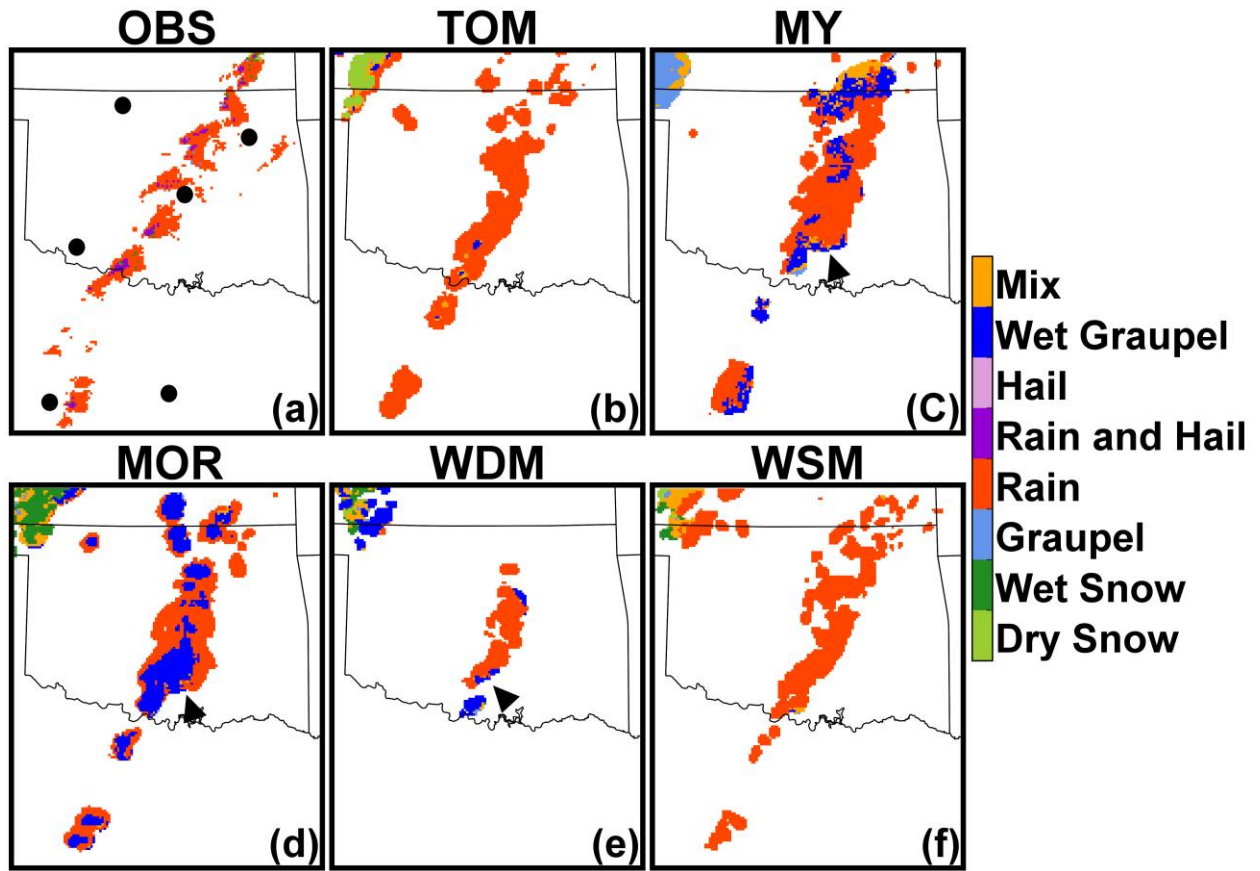 OBS
TOM
MY
(a)
(b)
(C)
MOR
WDM
WSM
(d)
(e)
(f)
Mix
Wet Graupel
Hail
Rain and Hail
Rain
Graupel
Wet Snow
Dry Snow